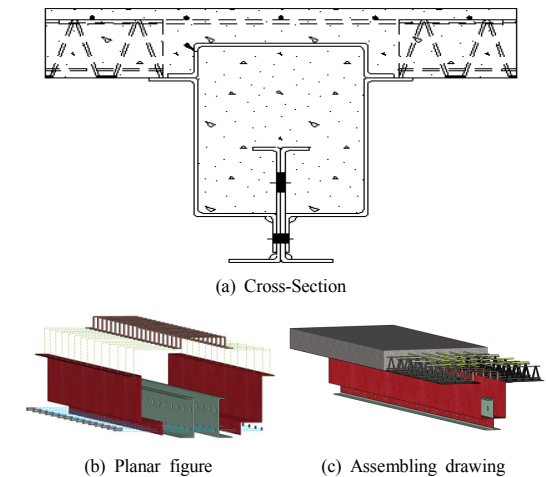 (a) Cross-Section
(b) Planar figure
(c) Assembling drawing